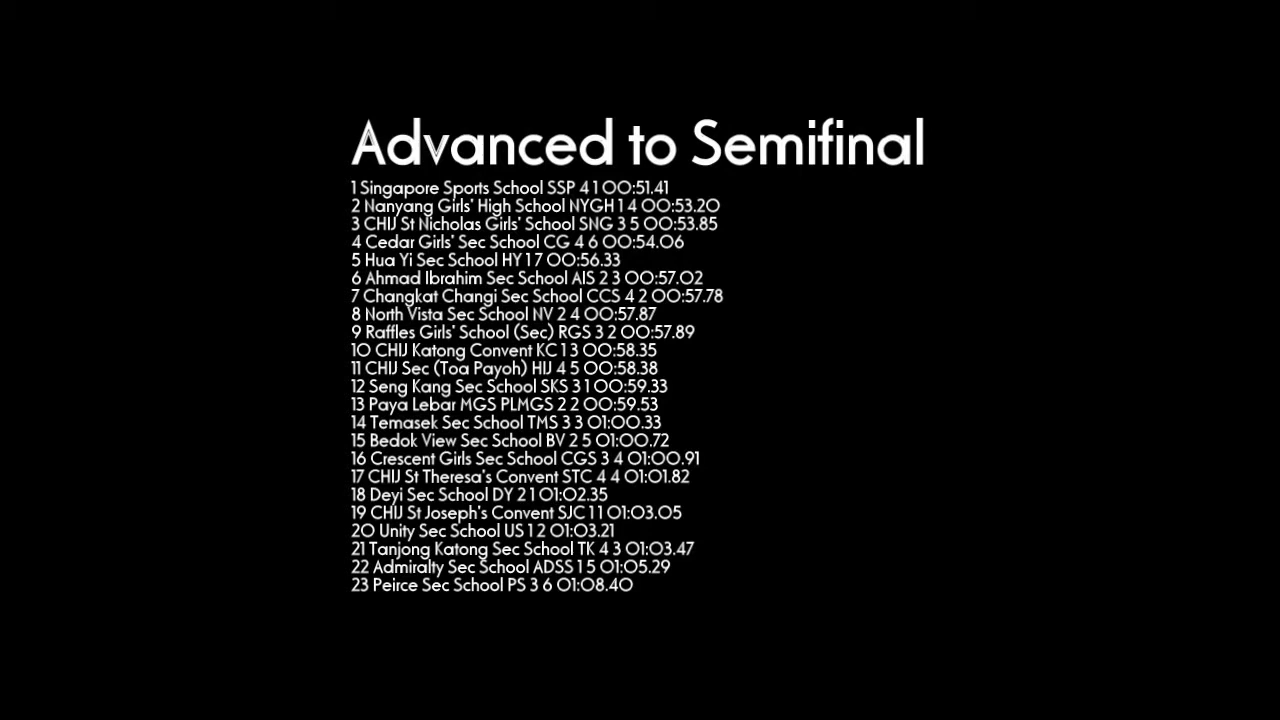 Advanced to Semifinal
1 Singapore Sports School SSP 4 1 00:51.41
2 Nanyang Girls' High School NYGH 1 4 00:53.20
3 CHIJ St Nicholas Girls' School SNG 3 5 00:53.85
4 Cedar Girls' Sec School CG 4 6 00:54.06
5 Hua Yi Sec School HY 1 7 00:56.33
6 Ahmad Ibrahim Sec School AIS 2 3 00:57.02
7 Changkat Changi Sec School CCS 4 2 00:57.78
8 North Vista Sec School NV 2 4 00:57.87
9 Raffles Girls' School (Sec) RGS 3 2 00:57.89
10 CHIJ Katong Convent KC 1 3 00:58.35
11 CHIJ Sec (Toa Payoh) HIJ 4 5 00:58.38
12 Seng Kang Sec School SKS 3 1 00:59.33
13 Paya Lebar MGS PLMGS 2 2 00:59.53
14 Temasek Sec School TMS 3 3 01:00.33
15 Bedok View Sec School BV 2 5 01:00.72
16 Crescent Girls Sec School CGS 3 4 01:00.91
17 CHIJ St Theresa's Convent STC 4 4 01:01.82
18 Deyi Sec School DY 2 1 01:02.35
19 CHIJ St Joseph's Convent SJC 1 1 01:03.05
20 Unity Sec School US 1 2 01:03.21
21 Tanjong Katong Sec School TK 4 3 01:03.47
22 Admiralty Sec School ADSS 1 5 01:05.29
23 Peirce Sec School PS 3 6 01:08.40